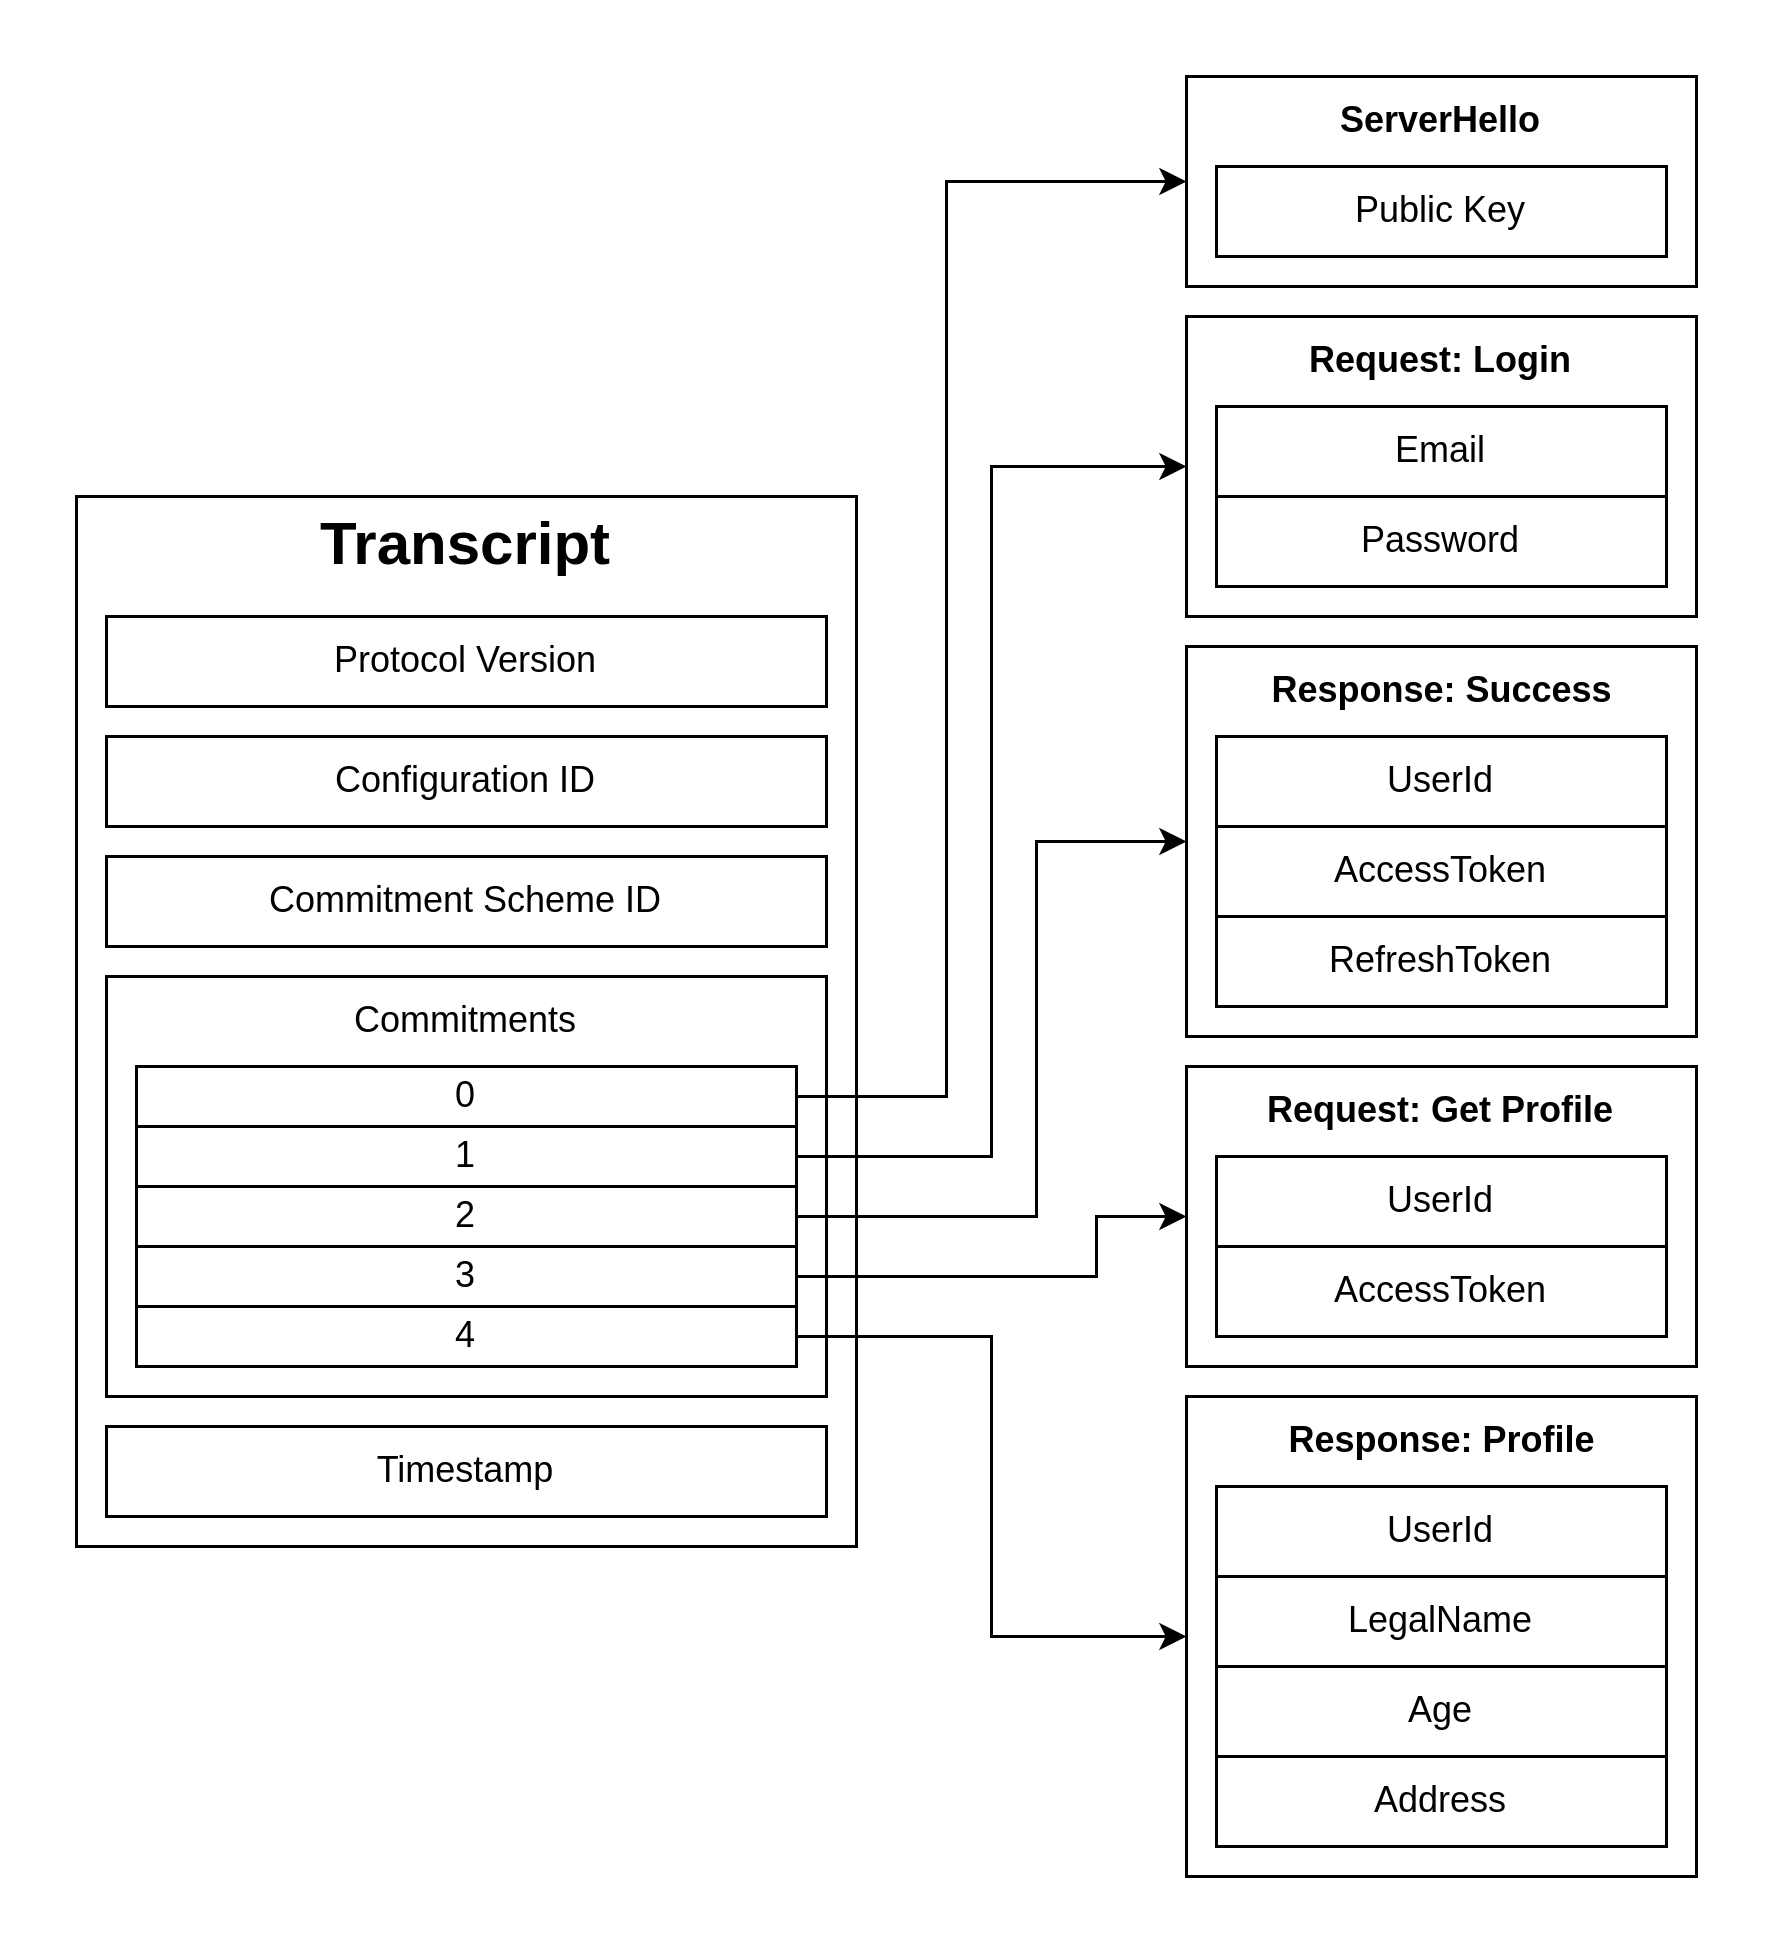 Transcript
Protocol Version
Configuration ID
Commitment Scheme ID
Commitments
0
1
2
3
4
Timestamp
ServerHello
Public Key
Request: Login
Email
Password
Response: Success
UserId
AccessToken
RefreshToken
Request: Get Profile
UserId
AccessToken
Response: Profile
UserId
LegalName
Age
Address